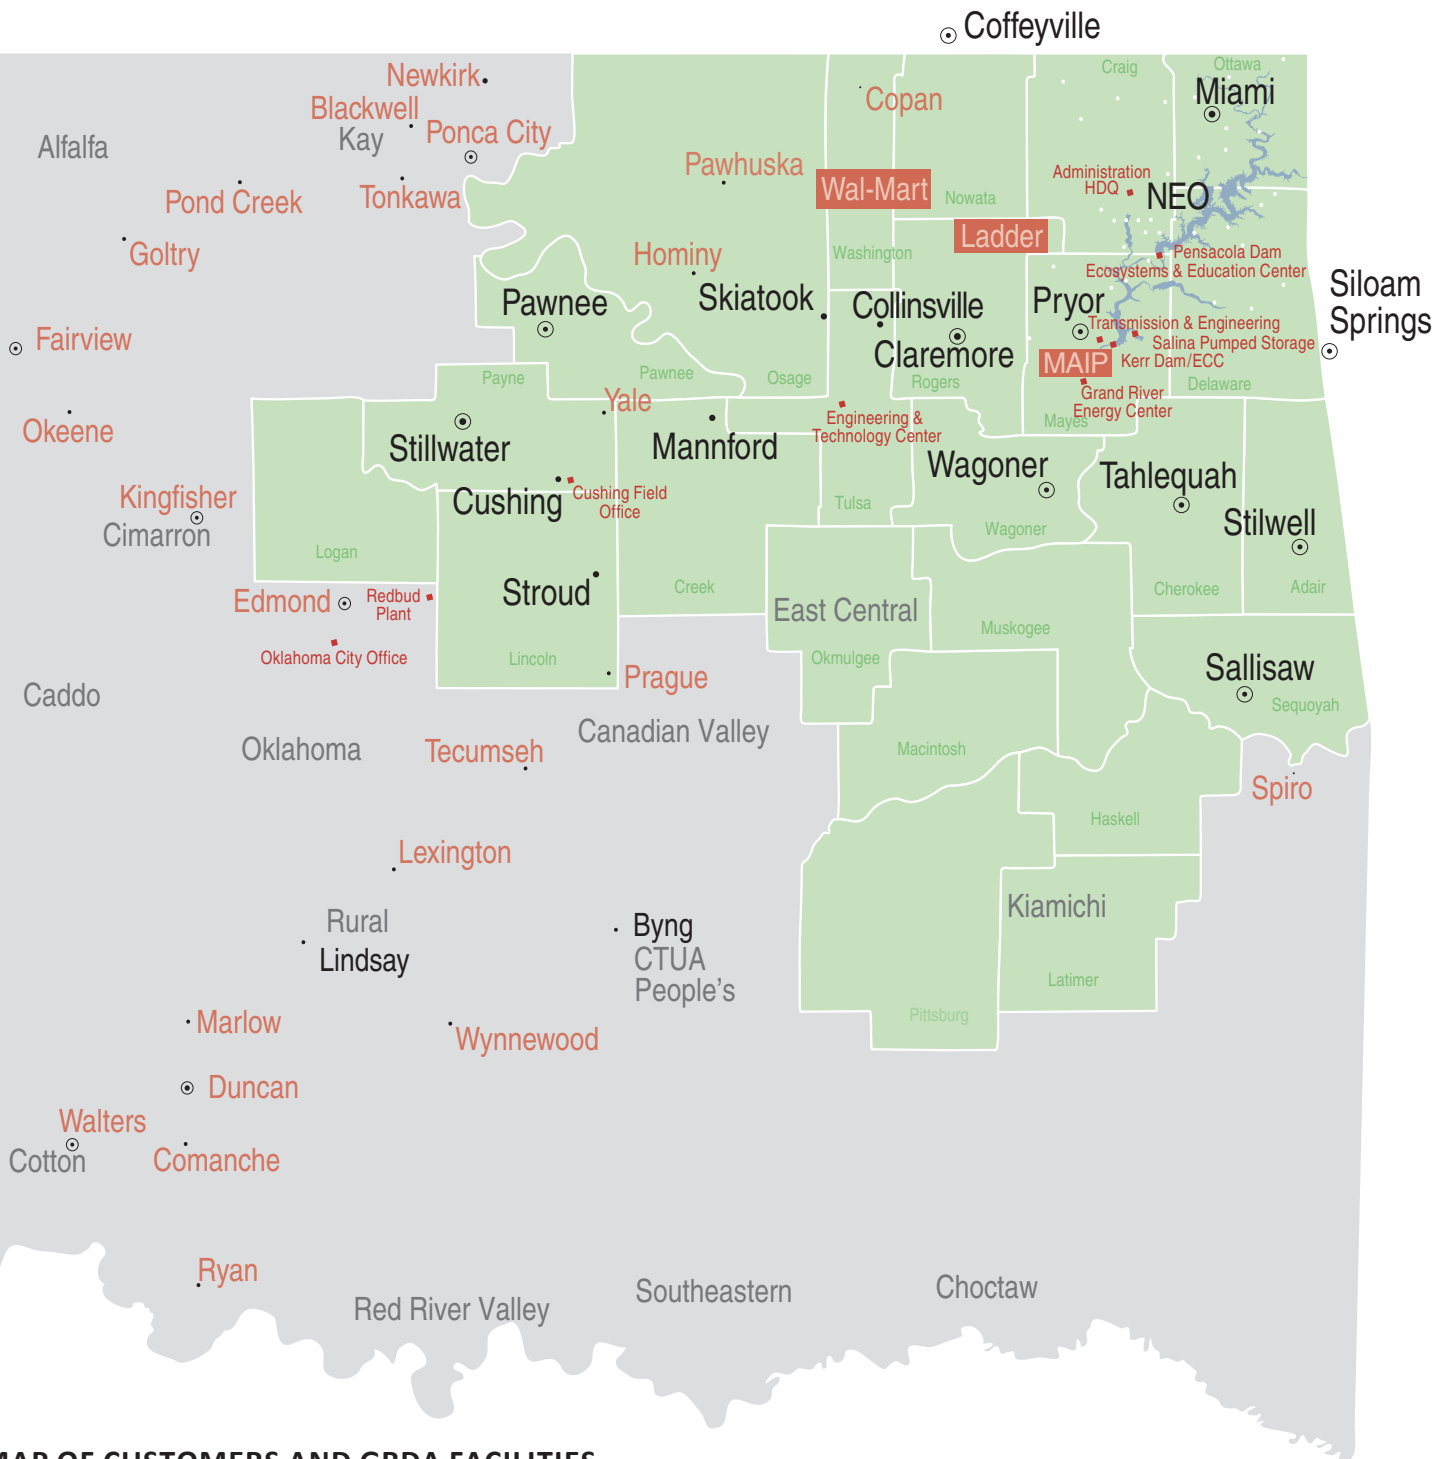 Coffeyville
Newkirk
Blackwell
Ponca City
Kay
Alfalfa
Tonkawa
Pond Creek
Goltry
Fairview
Okeene
Kingfisher
Cimarron
Craig
Ottawa
Miami
Copan
Pawhuska
Wal-Mart
Nowata
Administration
HDQ
NEO
Ladder
Washington
Hominy
Skiatook
Pawnee
Collinsville
Claremore
Rogers
Pryor
Pensacola Dam
Ecosystems & Education Center
Siloam
Springs
Transmission & Engineering
Salina Pumped Storage
Kerr Dam/ECC
MAIP
Grand River
Energy Center
Mayes
Delaware
Payne
Pawnee
Osage
Yale
Stillwater
Mannford
Engineering &
Technology Center
Cushing
Cushing Field
Office
Tulsa
Wagoner
Wagoner
Tahlequah
Stilwell
Logan
Edmond
Redbud
Plant
Oklahoma City Office
Stroud
Lincoln
Creek
East Central
Okmulgee
Muskogee
Cherokee
Adair
Sallisaw
Sequoyah
Caddo
Oklahoma
Prague
Tecumseh
Canadian Valley
Macintosh
Haskell
Spiro
Lexington
Rural
Lindsay
Byng
CTUA
People's
Kiamichi
Latimer
Pittsburg
Marlow
Wynnewood
Duncan
Walters
Cotton
Comanche
Ryan
Red River Valley
Southeastern
Choctaw
MAP OF CUSTOMERS AND GRDA FACILITIES